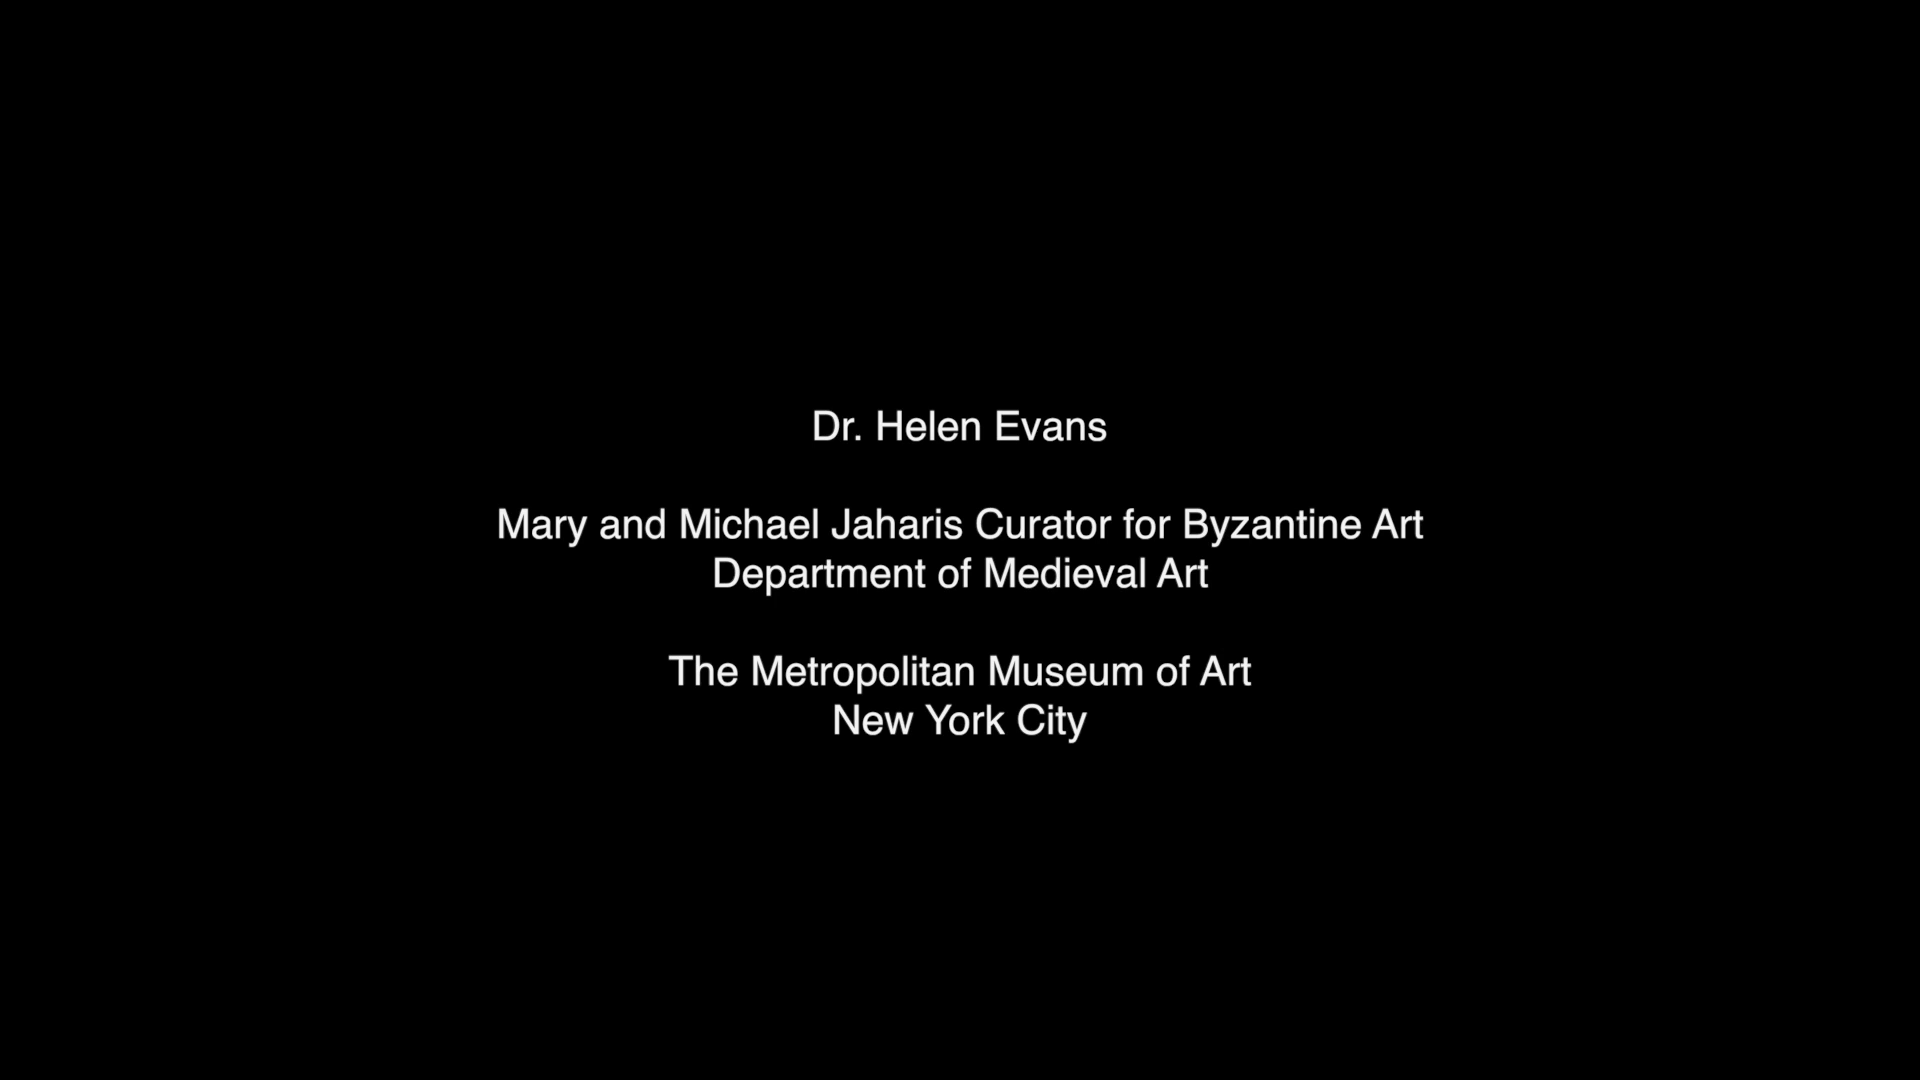 Dr. Helen Evans
Mary and Michael Jaharis Curator for Byzantine Art
Department of Medieval Art
The Metropolitan Museum of Art
New York City